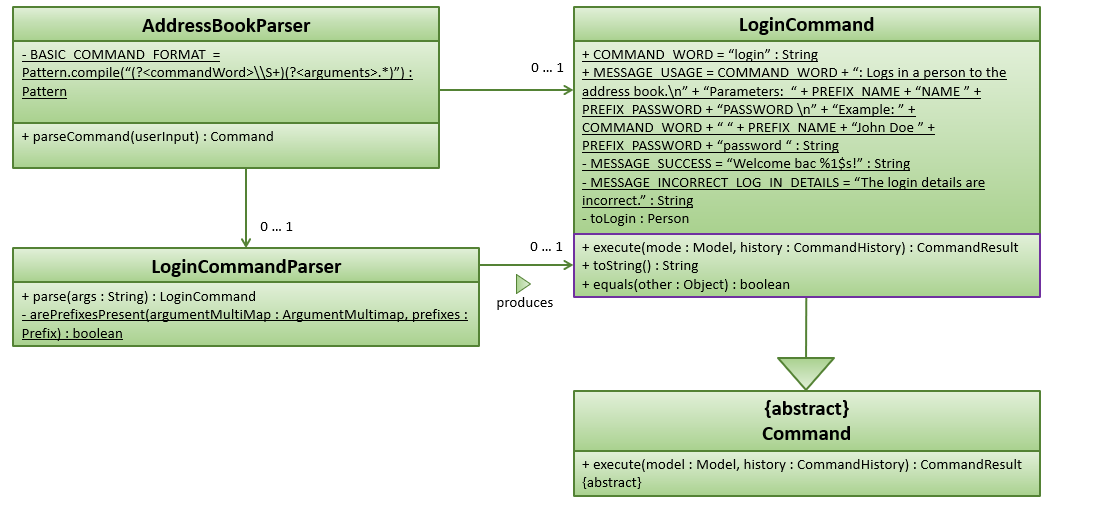 AddressBookParser
- BASIC_COMMAND_FORMAT =
Pattern.compile(“(?<commandWord>\\S+)(?<arguments>.*)”) :
Pattern
+ parseCommand(userInput) : Command
0 … 1
LoginCommand
+ COMMAND_WORD = “login” : String
+ MESSAGE_USAGE = COMMAND_WORD + “: Logs in a person to the
address book.\n” + “Parameters:  “ + PREFIX_NAME + “NAME ” +
PREFIX_PASSWORD + “PASSWORD \n” + “Example: ” +
COMMAND_WORD + “ “ + PREFIX_NAME + “John Doe ” +
PREFIX_PASSWORD + “password “ : String
- MESSAGE_SUCCESS = “Welcome bac %1$s!” : String
- MESSAGE_INCORRECT_LOG_IN_DETAILS = “The login details are
incorrect.” : String
- toLogin : Person
+ execute(mode : Model, history : CommandHistory) : CommandResult
+ toString() : String
+ equals(other : Object) : boolean
0 … 1
LoginCommandParser
+ parse(args : String) : LoginCommand
- arePrefixesPresent(argumentMultiMap : ArgumentMultimap, prefixes :
Prefix) : boolean
0 … 1
produces
{abstract}
Command
+ execute(model : Model, history : CommandHistory) : CommandResult
{abstract}